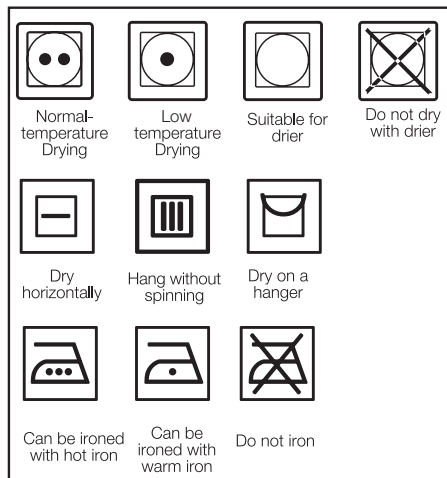 Normal-
temperature
Drying
Low
temperature
Drying
Suitable for
drier
Do not dry
with drier
Dry
horizontally
Hang without
spinning
Dry on a
hanger
Can be ironed
with hot iron
Can be
ironed with
warm iron
Do not iron